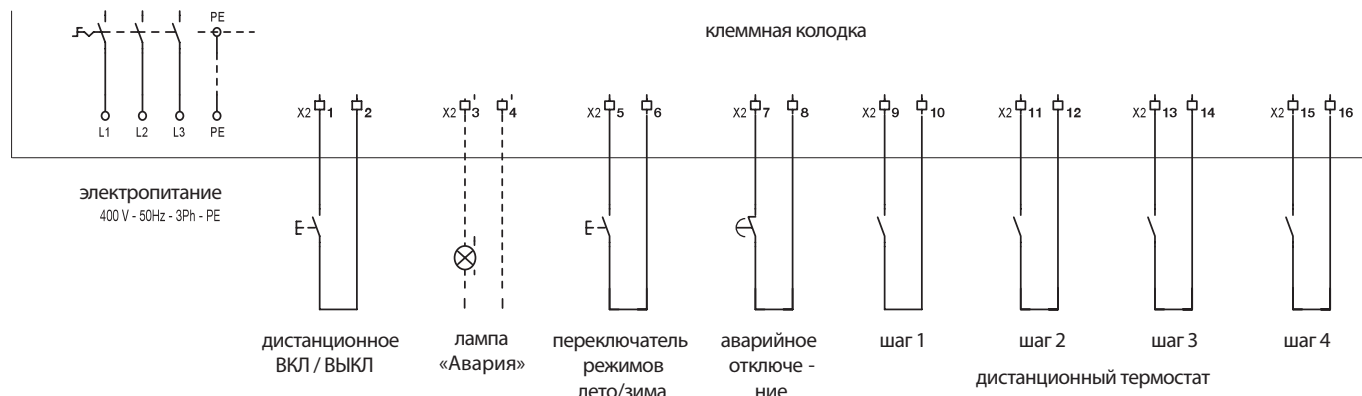 PE
клеммная колодка
X2 1 2
X2 3 4
X2 5 6
X2 7 8
X2 9 10
X2 11 12
X2 13 14
X2 15 16
L1 L2 L3 PE
электропитание
400 V - 50Hz - 3Ph - PE
дистанционное
ВКЛ / ВЫКЛ
лампа
«Авария»
переключатель
режимов
лето/зима
аварийное
отключе -
ние
шаг 1
шаг 2
шаг 3
шаг 4
дистанционный термостат